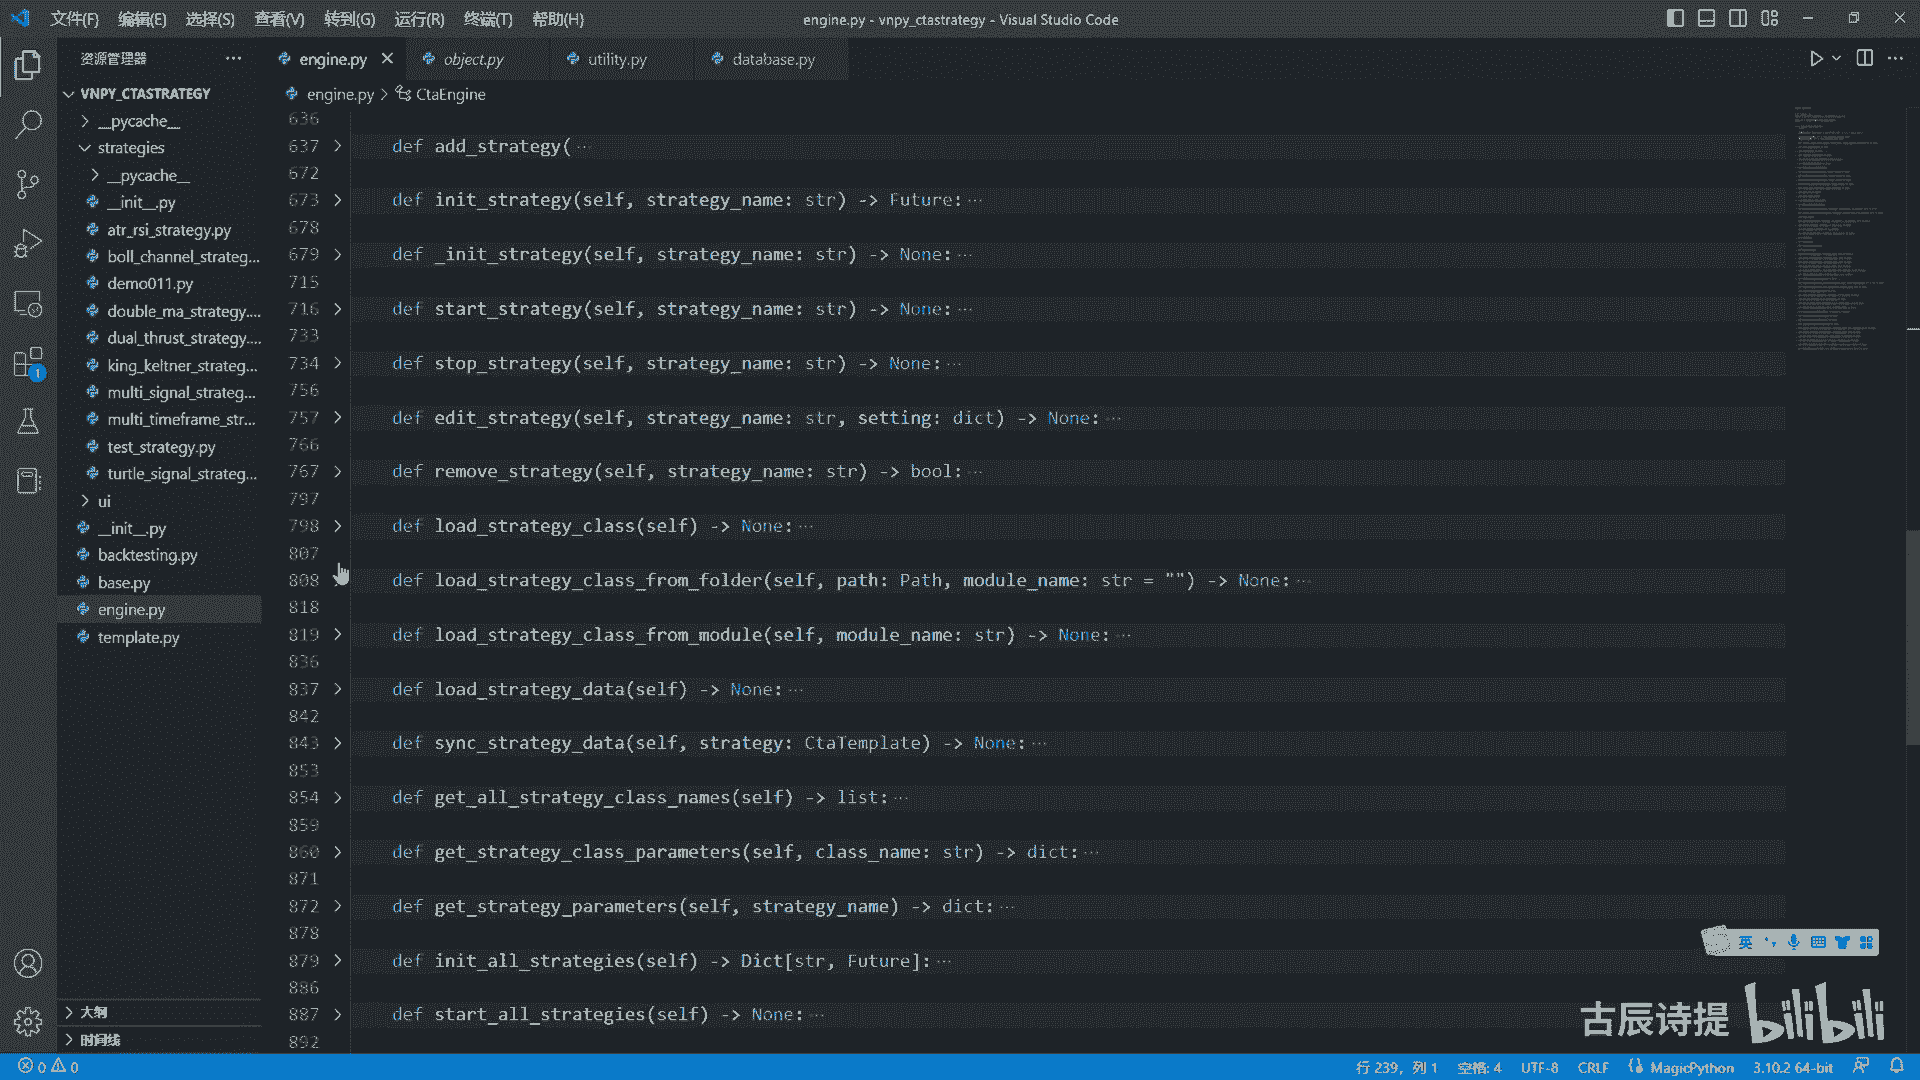 文件(F) 编辑(E) 选择(S) 查看(V) 转到(G) 运行(R) 终端(T) 帮助(H)
engine.py - vnpy_ctastrategy - Visual Studio Code
资源管理器 ···
engine.py
object.py
utility.py
database.py
engine.py > CtaEngine
VNPY_CTASTRATEGY
__pycache__
strategies
__pycache__
__init__.py
atr_rsi_strategy.py
boll_channel_strateg...
demo011.py
double_ma_strategy....
dual_thrust_strategy....
king_keltner_strateg...
multi_signal_strateg...
multi_timeframe_str...
test_strategy.py
turtle_signal_strateg...
ui
__init__.py
backtesting.py
base.py
engine.py
template.py
大纲
时间线
1
636
637 def add_strategy( ···
672
673 def init_strategy(self, strategy_name: str) -> Future: ···
678
679 def _init_strategy(self, strategy_name: str) -> None: ···
715
716 def start_strategy(self, strategy_name: str) -> None: ···
733
734 def stop_strategy(self, strategy_name: str) -> None: ···
756
757 def edit_strategy(self, strategy_name: str, setting: dict) -> None: ···
766
767 def remove_strategy(self, strategy_name: str) -> bool: ···
797
798 def load_strategy_class(self) -> None: ···
807
808 def load_strategy_class_from_folder(self, path: Path, module_name: str = "") -> None: ···
818
819 def load_strategy_class_from_module(self, module_name: str) -> None: ···
836
837 def load_strategy_data(self) -> None: ···
842
843 def sync_strategy_data(self, strategy: CtaTemplate) -> None: ···
853
854 def get_all_strategy_class_names(self) -> list: ···
859
860 def get_strategy_class_parameters(self, class_name: str) -> dict: ···
871
872 def get_strategy_parameters(self, strategy_name) -> dict: ···
878
879 def init_all_strategies(self) -> Dict[str, Future]: ···
886
887 def start_all_strategies(self) -> None: ···
892
英
古辰诗提 bilibili
0 0
行 239，列 1 空格: 4 UTF-8 CRLF MagicPython 3.10.2 64-bit